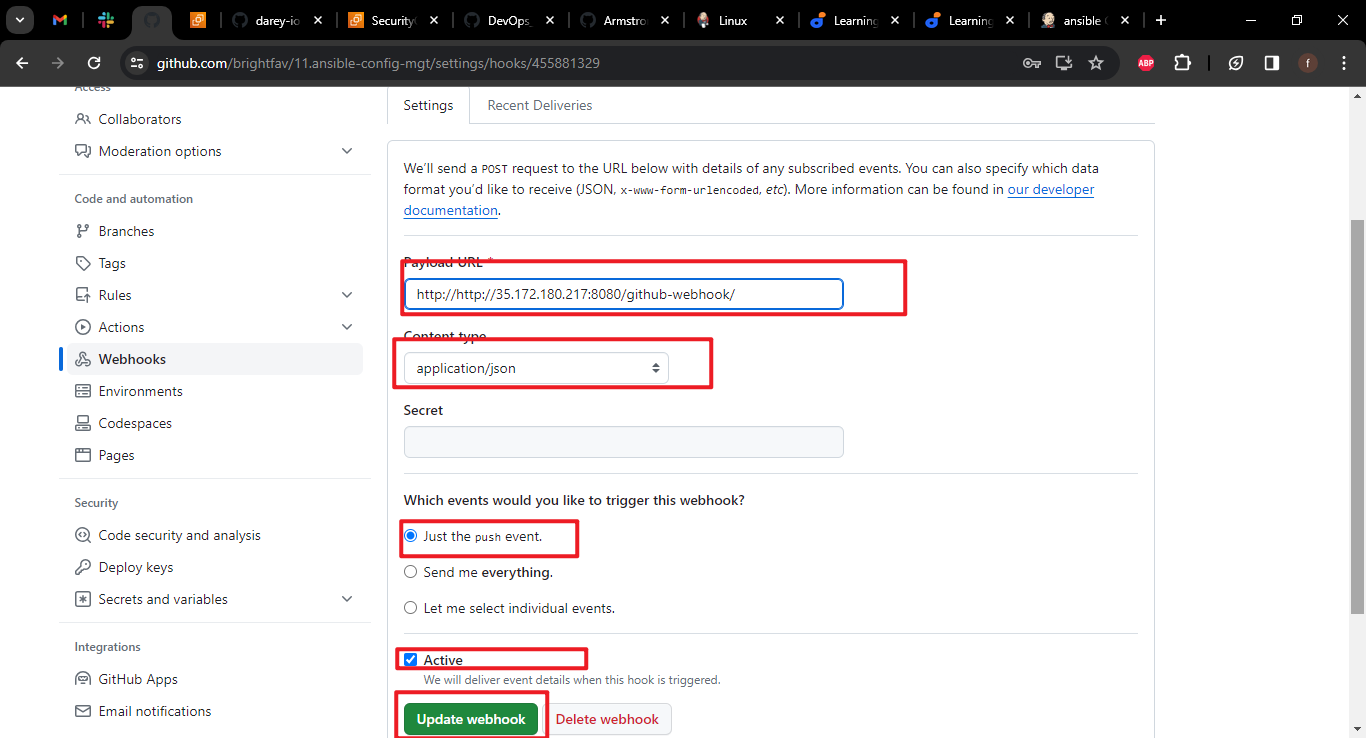 darey-io
Security
DevOps_
Armstro
Linux
Learning
Learning
ansible
github.com/brightfav/11.ansible-config-mgt/settings/hooks/455881329
ABP
f
Access
Collaborators
Moderation options
Code and automation
Branches
Tags
Rules
Actions
Webhooks
Environments
Codespaces
Pages
Security
Code security and analysis
Deploy keys
Secrets and variables
Integrations
GitHub Apps
Email notifications
Settings
Recent Deliveries
We'll send a POST request to the URL below with details of any subscribed events. You can also specify which data
format you'd like to receive (JSON, x-www-form-urlencoded, etc). More information can be found in our developer
documentation.
Payload URL *
http://http://35.172.180.217:8080/github-webhook/
Content type
application/json
Secret
Which events would you like to trigger this webhook?
Just the push event.
Send me everything.
Let me select individual events.
Active
We will deliver event details when this hook is triggered.
Update webhook
Delete webhook